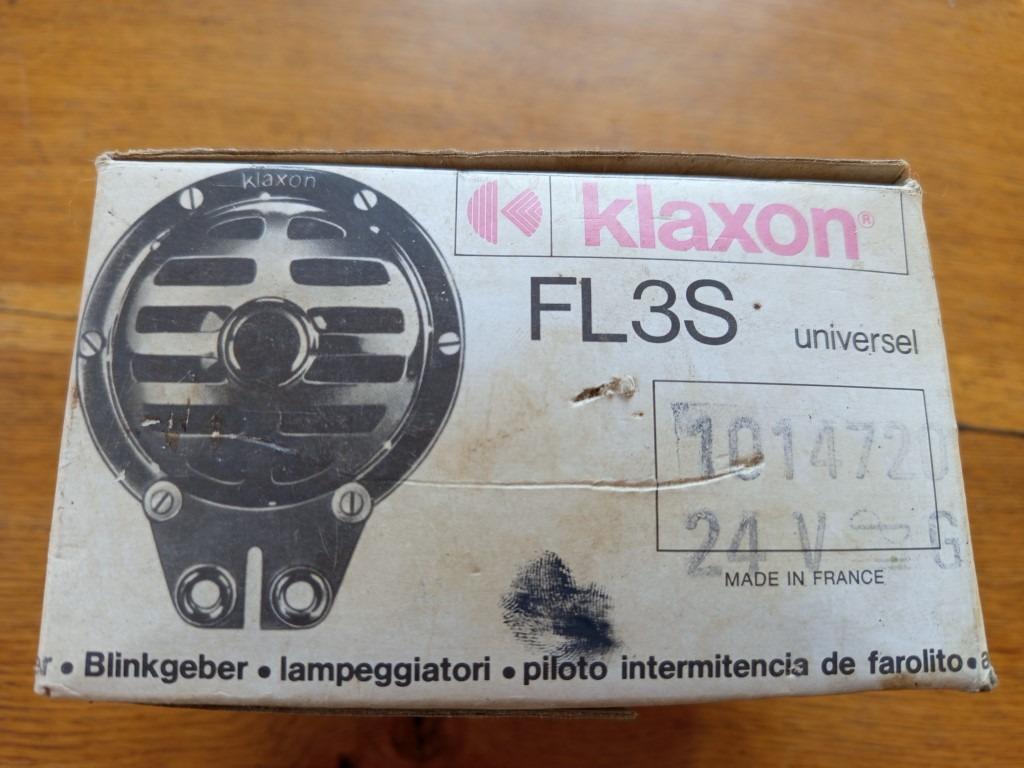 klaxon
klaxon®
FL3S
universel
1014720
24 V G
MADE IN FRANCE
• Blinkgeber • lampeggiatori • piloto intermitencia de farolito •